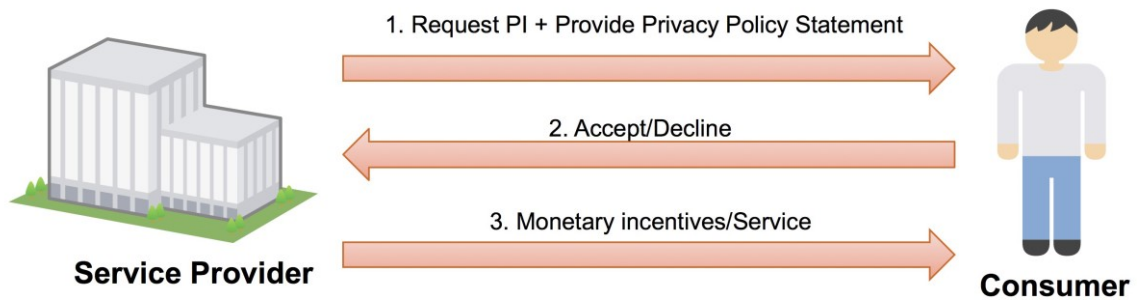 1. Request PI + Provide Privacy Policy Statement
2. Accept/Decline
3. Monetary incentives/Service
Service Provider
Consumer